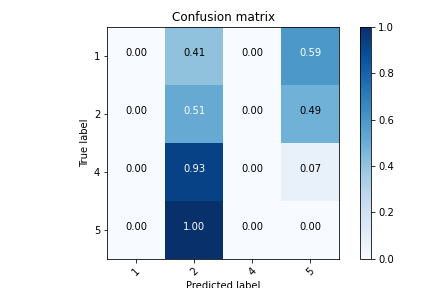 Confusion matrix
1.0
1 0.00 0.41 0.00 0.59
0.8
2 0.00 0.51 0.00 0.49
0.6
True label
0.4
4 0.00 0.93 0.00 0.07
0.2
5 0.00 1.00 0.00 0.00
0.0
1 2 4 5
Predicted label